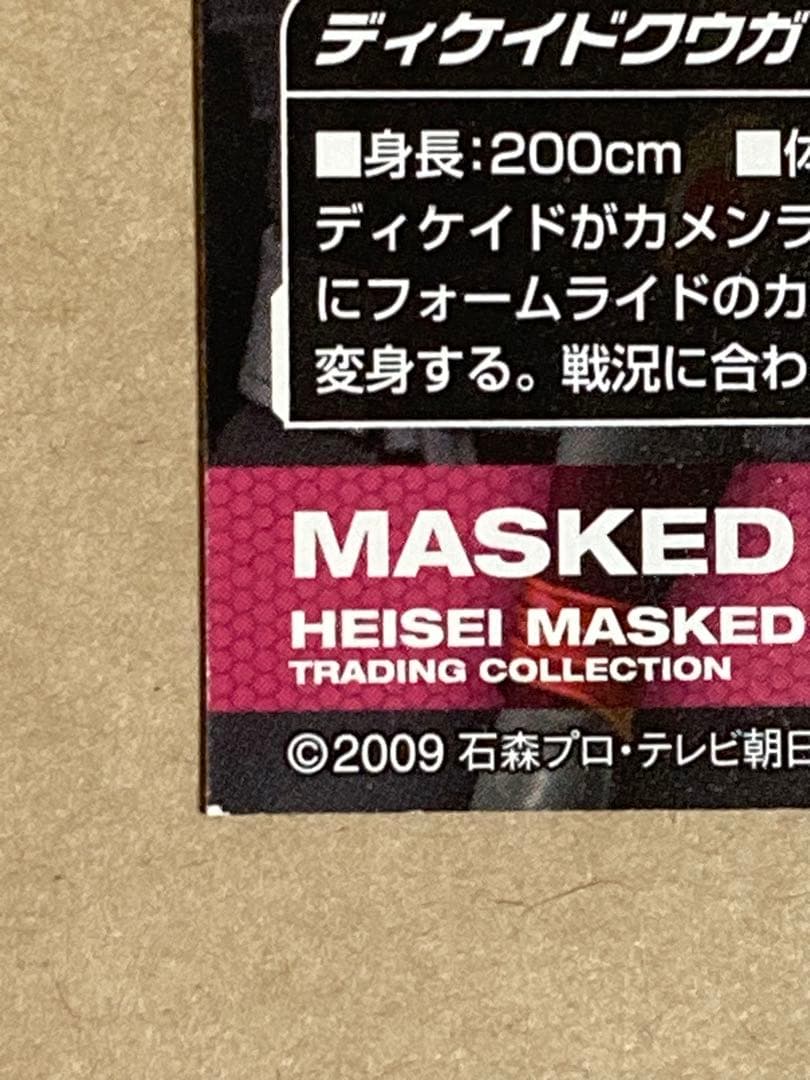 ディケイドクウガ
■身長:200cm ■体
ディケイドがカメンラ
にフォームライドのカ
変身する。戦況に合わ
MASKED
HEISEI MASKED
TRADING COLLECTION
©2009 石森プロ・テレビ朝日